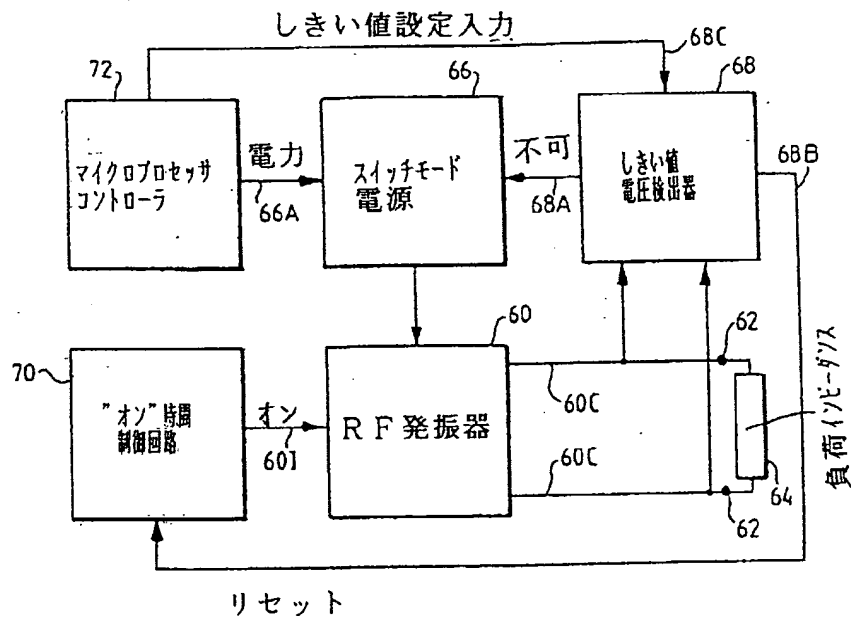 しきい値設定入力
68C
72
66
68
68B
マイクロプロセッサ
コントローラ
電力
66A
スイッチモード
電源
不可
68A
しきい値
電圧検出器
60
62
70
"オン"時間
制御回路
オン
60I
RF発振器
60C
60C
62
64
負荷インピーダンス
リセット